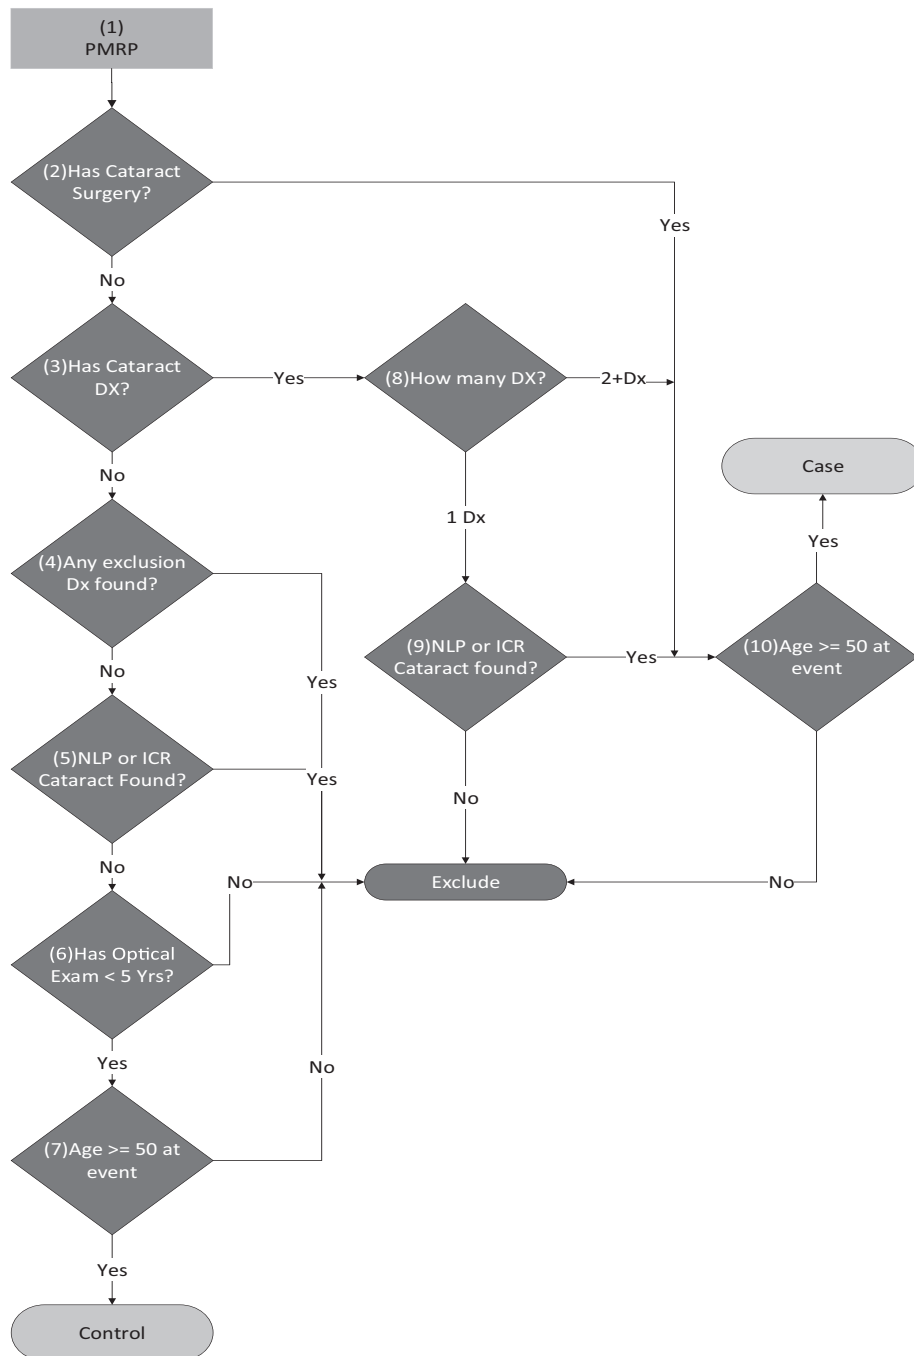 (1)
PMRP
(2)Has Cataract
Surgery?
Yes
No
(3)Has Cataract
DX?
Yes
(8)How many DX?
2+Dx
Case
No
1 Dx
Yes
(4)Any exclusion
Dx found?
(9)NLP or ICR
Cataract found?
Yes
(10)Age >= 50 at
event
No
Yes
(5)NLP or ICR
Cataract Found?
Yes
No
No
No
Exclude
No
(6)Has Optical
Exam < 5 Yrs?
Yes
No
(7)Age >= 50 at
event
Yes
Control